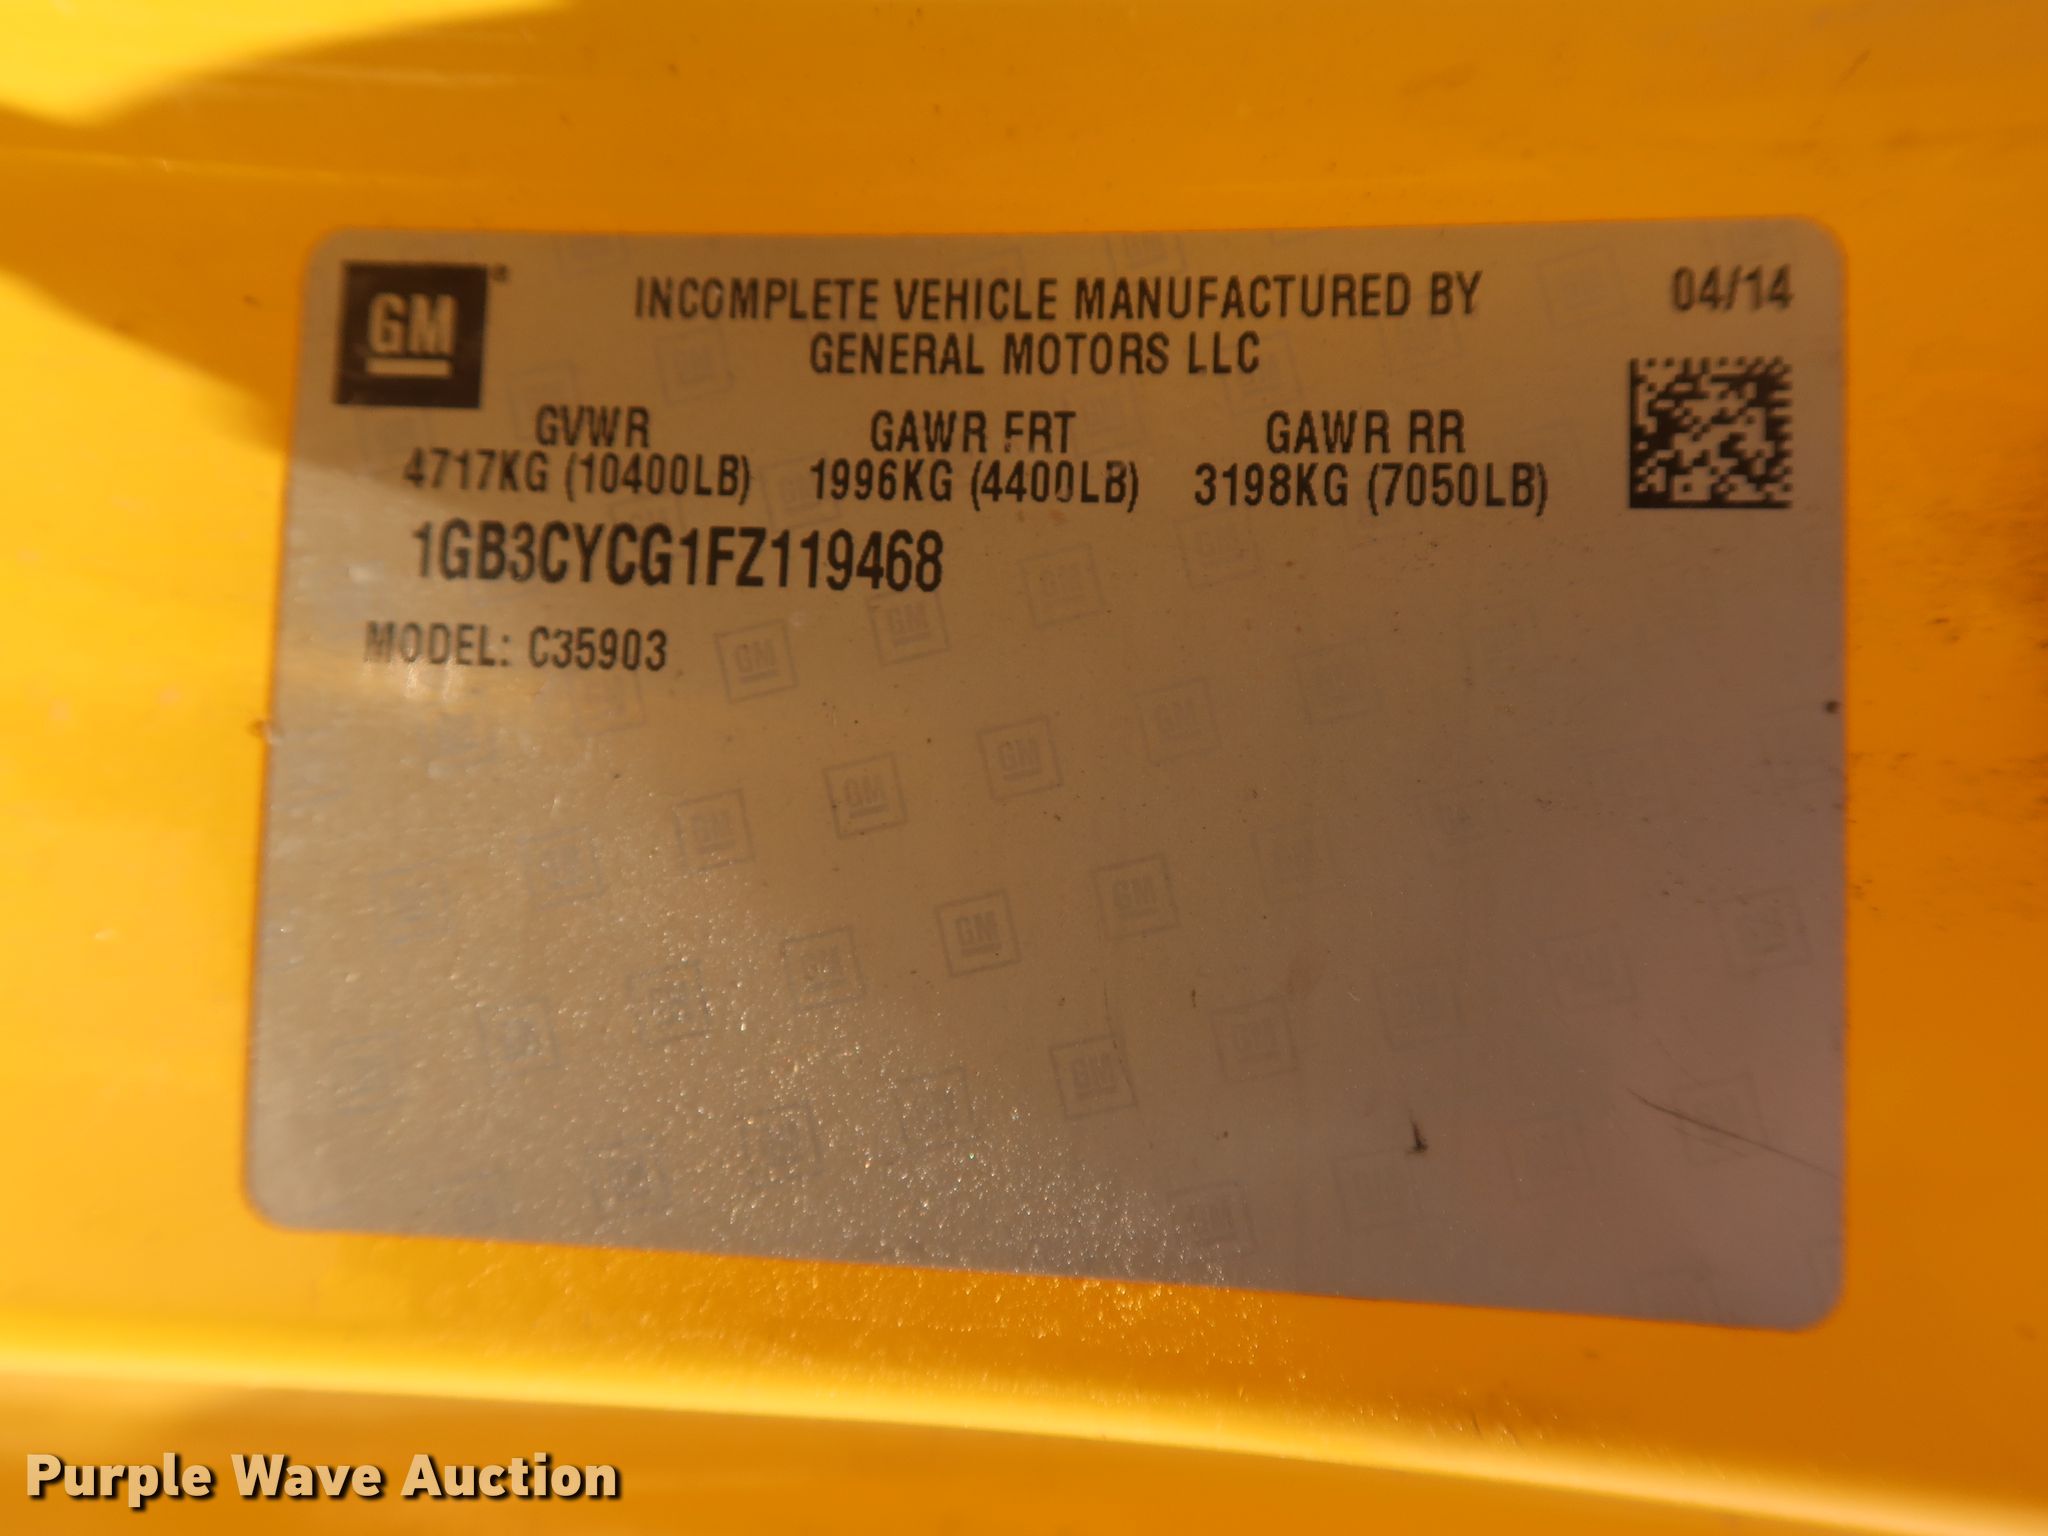 GM®
INCOMPLETE VEHICLE MANUFACTURED BY
GENERAL MOTORS LLC
04/14
GVWR GAWR FRT GAWR RR
4717KG (10400LB) 1996KG (4400LB) 3198KG (7050LB)
1GB3CYCG1FZ119468
MODEL: C35903
Purple Wave Auction